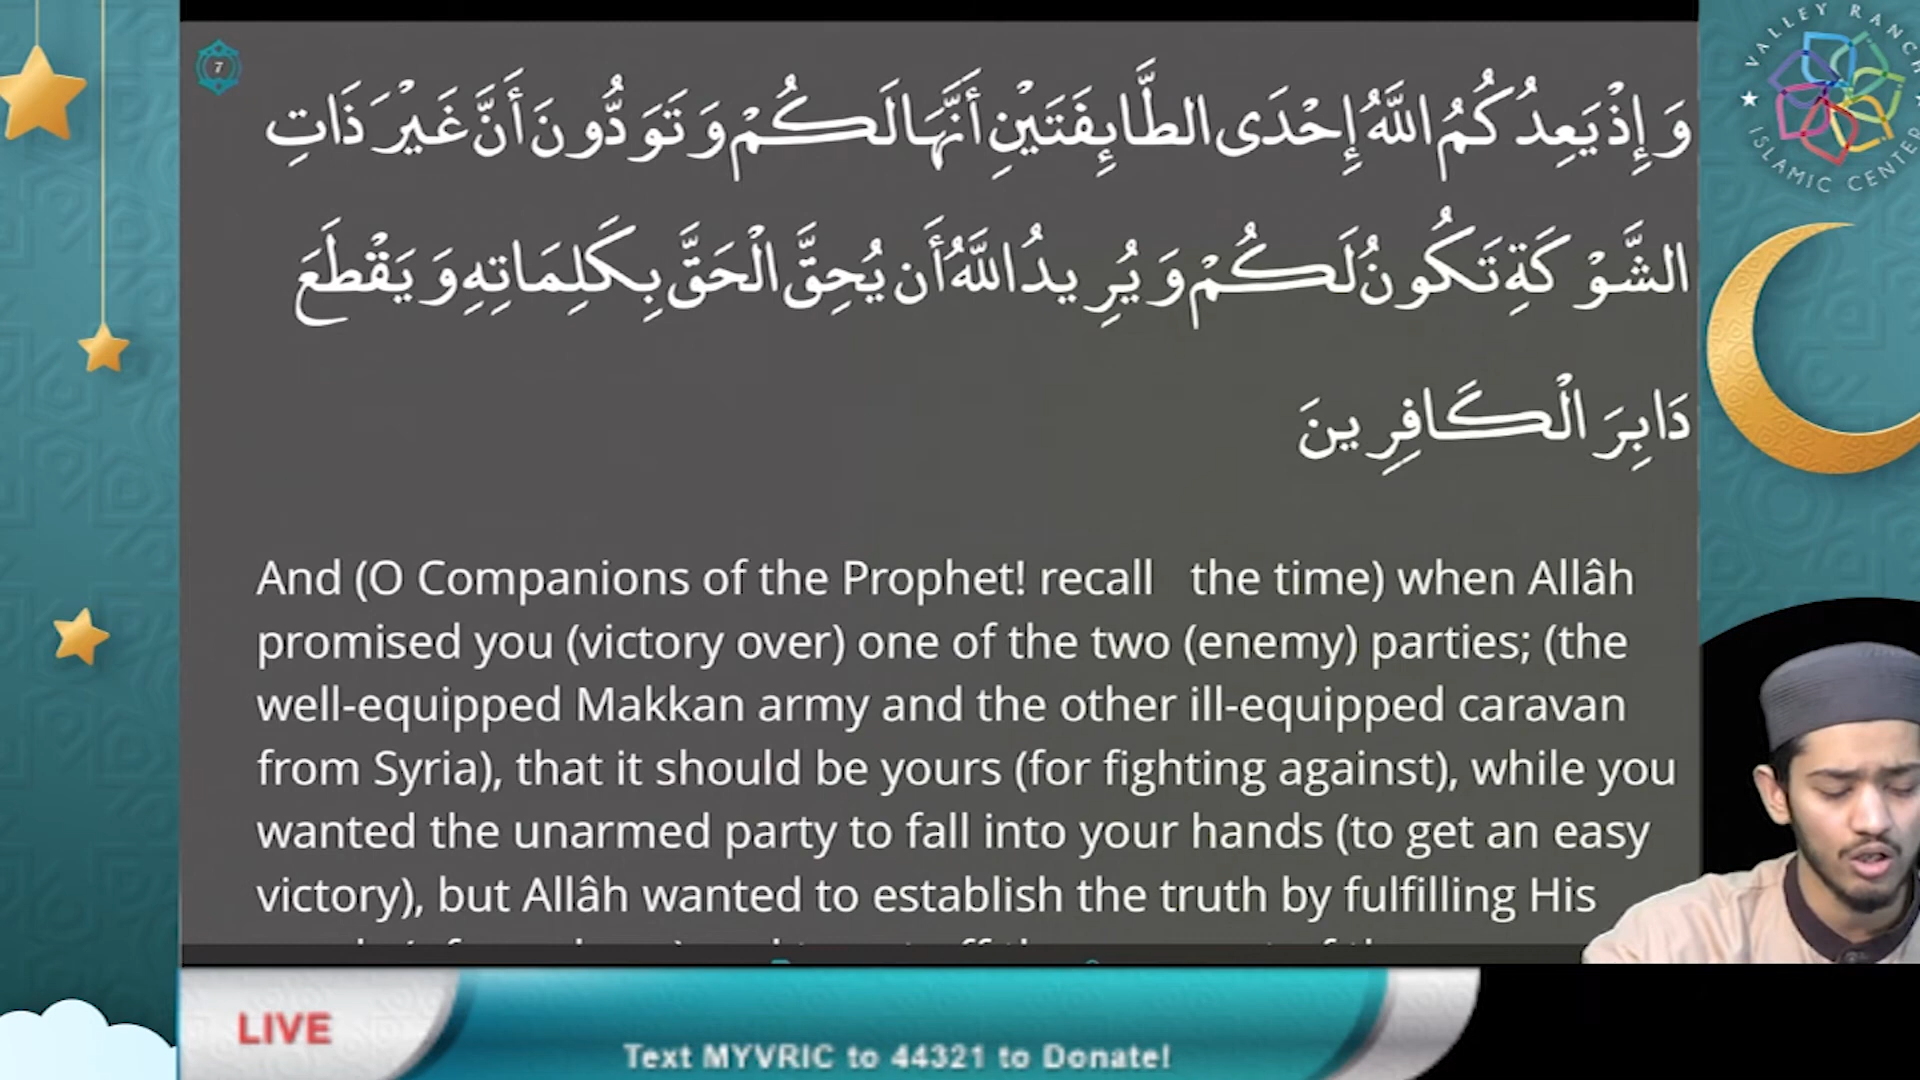 7
وَإِذْ يَعِدُكُمُ اللَّهُ إِحْدَى الطَّايِفَتَيْنِ أَنَّهَا لَكُمْ وَتَوَدُّونَ أَنَّ غَيْرَ ذَاتِ
الشَّوْكَةِ تَكُونُ لَكُمْ وَيُرِيدُ اللَّهُ أَن يُحِقَّ الْحَقَّ بِكَلِمَاتِهِ وَيَقْطَعَ
دَابِرَ الْكَافِرِينَ
And (O Companions of the Prophet! recall the time) when Allâh
promised you (victory over) one of the two (enemy) parties; (the
well-equipped Makkan army and the other ill-equipped caravan
from Syria), that it should be yours (for fighting against), while you
wanted the unarmed party to fall into your hands (to get an easy
victory), but Allâh wanted to establish the truth by fulfilling His
VALLEY RANCH
ISLAMIC CENTER
LIVE
Text MYVRIC to 44321 to Donate!